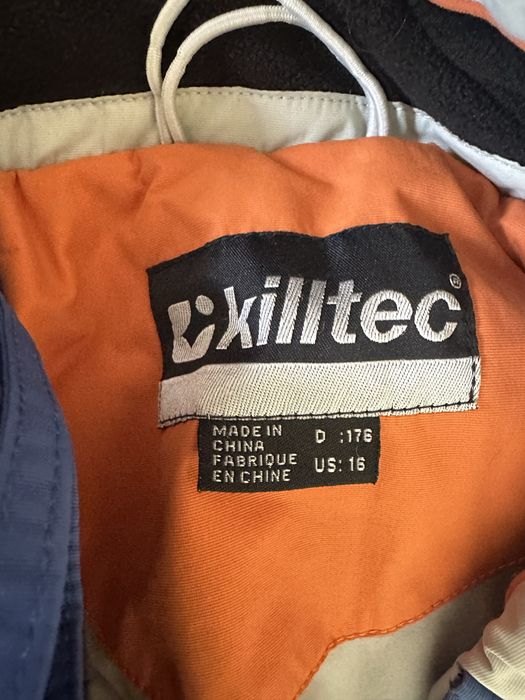 killtec®
MADE IN
CHINA
FABRIQUE
EN CHINE
D :176
US: 16